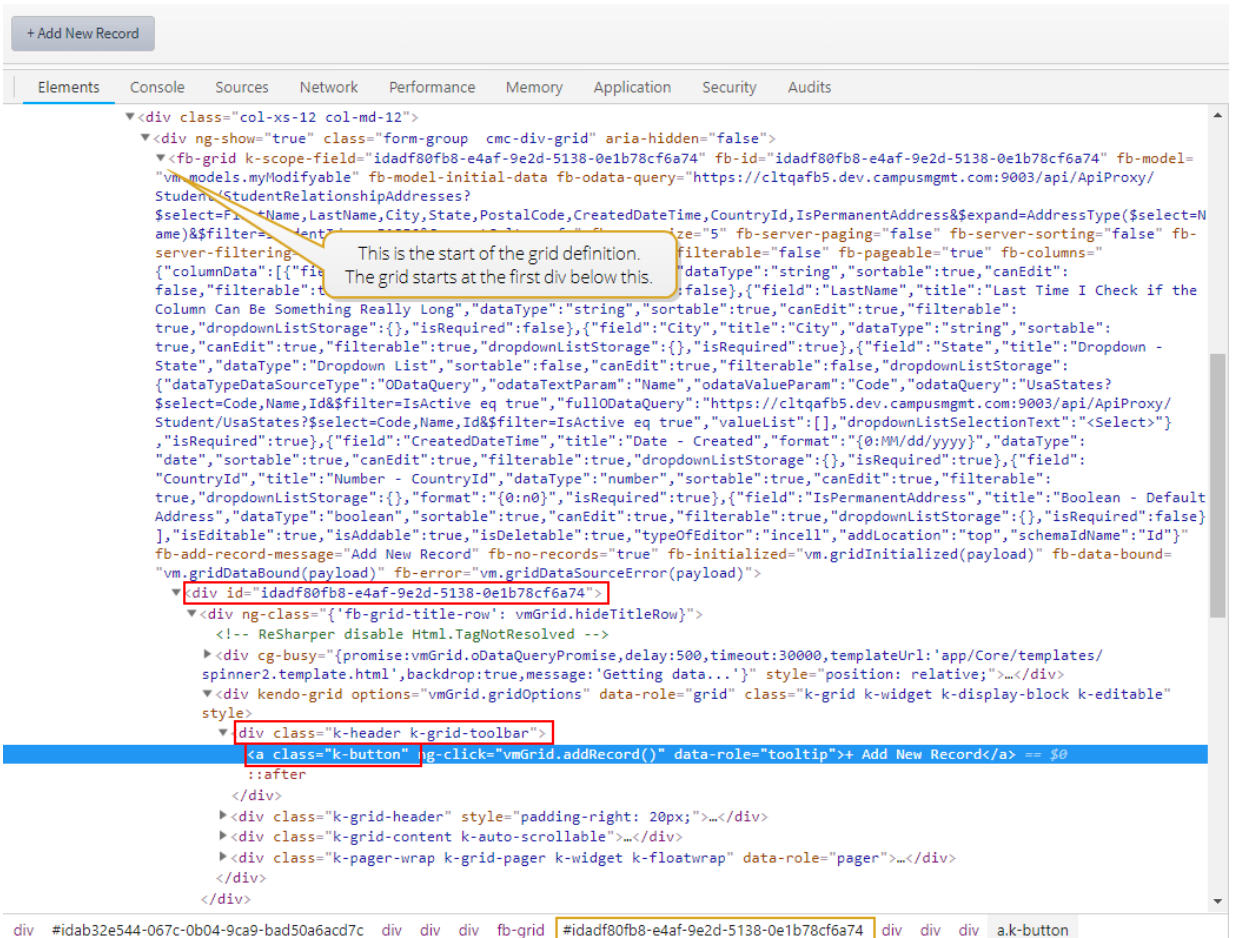 + Add New Record
Elements Console Sources Network Performance Memory Application Security Audits
▼<div class="col-xs-12 col-md-12">
▼<div ng-show="true" class="form-group  cmc-div-grid" aria-hidden="false">
▼<fb-grid k-scope-field="idadf80fb8-e4af-9e2d-5138-0e1b78cf6a74" fb-id="idadf80fb8-e4af-9e2d-5138-0e1b78cf6a74" fb-model=
"vm.models.myModifyable" fb-model-initial-data fb-odata-query="https://cltqafb5.dev.campusmgmt.com:9003/api/ApiProxy/
Student/StudentRelationshipAddresses?
$select=FirstName,LastName,City,State,PostalCode,CreatedDateTime,CountryId,IsPermanentAddress&$expand=AddressType($select=N
ame)&$filter= ze="5" fb-server-paging="false" fb-server-sorting="false" fb-
server-filtering= filterable="false" fb-pageable="true" fb-columns="
This is the start of the grid definition.
The grid starts at the first div below this.
{"columnData":[{"fie "dataType":"string","sortable":true,"canEdit":
false,"filterable":t :false},{"field":"LastName","title":"Last Time I Check if the
Column Can Be Something Really Long","dataType":"string","sortable":true,"canEdit":true,"filterable":
true,"dropdownListStorage":{},"isRequired":false},{"field":"City","title":"City","dataType":"string","sortable":
true,"canEdit":true,"filterable":true,"dropdownListStorage":{},"isRequired":true},{"field":"State","title":"Dropdown -
State","dataType":"Dropdown List","sortable":false,"canEdit":true,"filterable":false,"dropdownListStorage":
{"dataTypeDataSourceType":"ODataQuery","odataTextParam":"Name","odataValueParam":"Code","odataQuery":"UsaStates?
$select=Code,Name,Id&$filter=IsActive eq true","fullODataQuery":"https://cltqafb5.dev.campusmgmt.com:9003/api/ApiProxy/
Student/UsaStates?$select=Code,Name,Id&$filter=IsActive eq true","valueList":[],"dropdownListSelectionText":"<Select>"}
,"isRequired":true},{"field":"CreatedDateTime","title":"Date - Created","format":"{0:MM/dd/yyyy}","dataType":
"date","sortable":true,"canEdit":true,"filterable":true,"dropdownListStorage":{},"isRequired":true},{"field":
"CountryId","title":"Number - CountryId","dataType":"number","sortable":true,"canEdit":true,"filterable":
true,"dropdownListStorage":{},"format":"{0:n0}","isRequired":true},{"field":"IsPermanentAddress","title":"Boolean - Default
Address","dataType":"boolean","sortable":true,"canEdit":true,"filterable":true,"dropdownListStorage":{},"isRequired":false}
],"isEditable":true,"isAddable":true,"isDeletable":true,"typeOfEditor":"incell","addLocation":"top","schemaIdName":"Id"}"
fb-add-record-message="Add New Record" fb-no-records="true" fb-initialized="vm.gridInitialized(payload)" fb-data-bound=
"vm.gridDataBound(payload)" fb-error="vm.gridDataSourceError(payload)">
▼<div id="idadf80fb8-e4af-9e2d-5138-0e1b78cf6a74">
▼<div ng-class="{'fb-grid-title-row': vmGrid.hideTitleRow}">
<!-- ReSharper disable Html.TagNotResolved -->
▶<div cg-busy="{promise:vmGrid.oDataQueryPromise,delay:500,timeout:30000,templateUrl:'app/Core/templates/
spinner2.template.html',backdrop:true,message:'Getting data...'}" style="position: relative;">…</div>
▼<div kendo-grid options="vmGrid.gridOptions" data-role="grid" class="k-grid k-widget k-display-block k-editable"
style>
▼<div class="k-header k-grid-toolbar">
<a class="k-button" ng-click="vmGrid.addRecord()" data-role="tooltip">+ Add New Record</a> == $0
::after
</div>
▶<div class="k-grid-header" style="padding-right: 20px;">…</div>
▶<div class="k-grid-content k-auto-scrollable">…</div>
▶<div class="k-pager-wrap k-grid-pager k-widget k-floatwrap" data-role="pager">…</div>
</div>
</div>
div #idab32e544-067c-0b04-9ca9-bad50a6acd7c div div div fb-grid #idadf80fb8-e4af-9e2d-5138-0e1b78cf6a74 div div div a.k-button